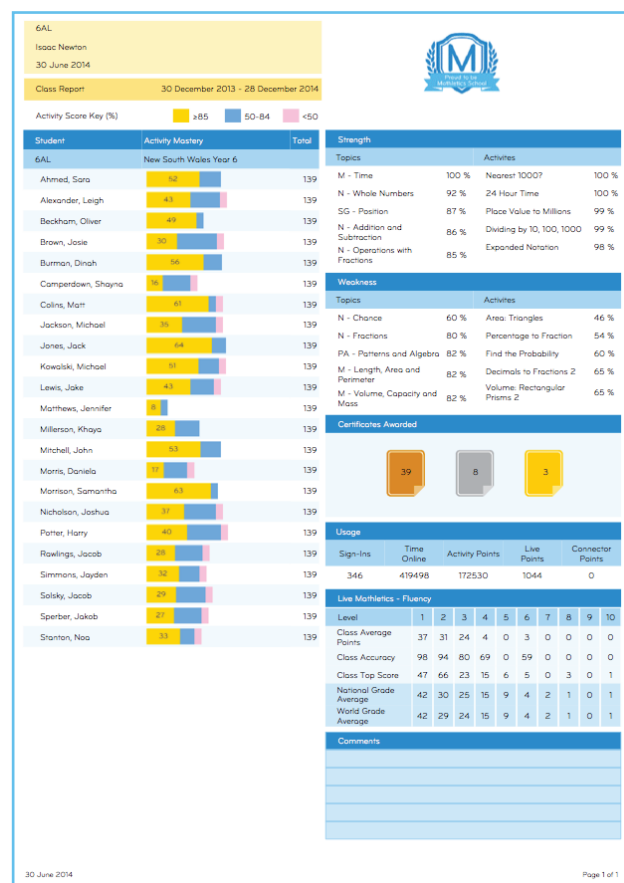 6AL
Isaac Newton
30 June 2014
Class Report 30 December 2013 - 28 December 2014
Activity Score Key (%) ≥85 50-84 <50
M
Proud to be
Mathletics School
Student Activity Mastery Total
6AL New South Wales Year 6
Ahmed, Sara 52 139
Alexander, Leigh 43 139
Beckham, Oliver 49 139
Brown, Josie 30 139
Burman, Dinah 56 139
Camperdown, Shayna 16 139
Colins, Matt 61 139
Jackson, Michael 35 139
Jones, Jack 64 139
Kowalski, Michael 51 139
Lewis, Jake 43 139
Matthews, Jennifer 8 139
Millerson, Khaya 28 139
Mitchell, John 53 139
Morris, Daniela 17 139
Morrison, Samantha 63 139
Nicholson, Joshua 37 139
Potter, Harry 40 139
Rawlings, Jacob 28 139
Simmons, Jayden 32 139
Solsky, Jacob 29 139
Sperber, Jakob 27 139
Stanton, Noa 33 139
Strength
Topics Activites
M - Time 100 % Nearest 1000? 100 %
N - Whole Numbers 92 % 24 Hour Time 100 %
SG - Position 87 % Place Value to Millions 99 %
N - Addition and
Subtraction 86 % Dividing by 10, 100, 1000 99 %
N - Operations with
Fractions 85 % Expanded Notation 98 %
Weakness
Topics Activites
N - Chance 60 % Area: Triangles 46 %
N - Fractions 80 % Percentage to Fraction 54 %
PA - Patterns and Algebra 82 % Find the Probability 60 %
M - Length, Area and
Perimeter 82 % Decimals to Fractions 2 65 %
M - Volume, Capacity and
Mass 82 % Volume: Rectangular
Prisms 2 65 %
Certificates Awarded
39 8 3
Usage
Sign-Ins Time
Online Activity Points Live
Points Connector
Points
346 419498 172530 1044 0
Live Mathletics - Fluency
Level 1 2 3 4 5 6 7 8 9 10
Class Average
Points 37 31 24 4 0 3 0 0 0 0
Class Accuracy 98 94 80 69 0 59 0 0 0 0
Class Top Score 47 66 23 15 6 5 0 3 0 1
National Grade
Average 42 30 25 15 9 4 2 1 0 1
World Grade
Average 42 29 24 15 9 4 2 1 0 1
Comments
30 June 2014
Page 1 of 1